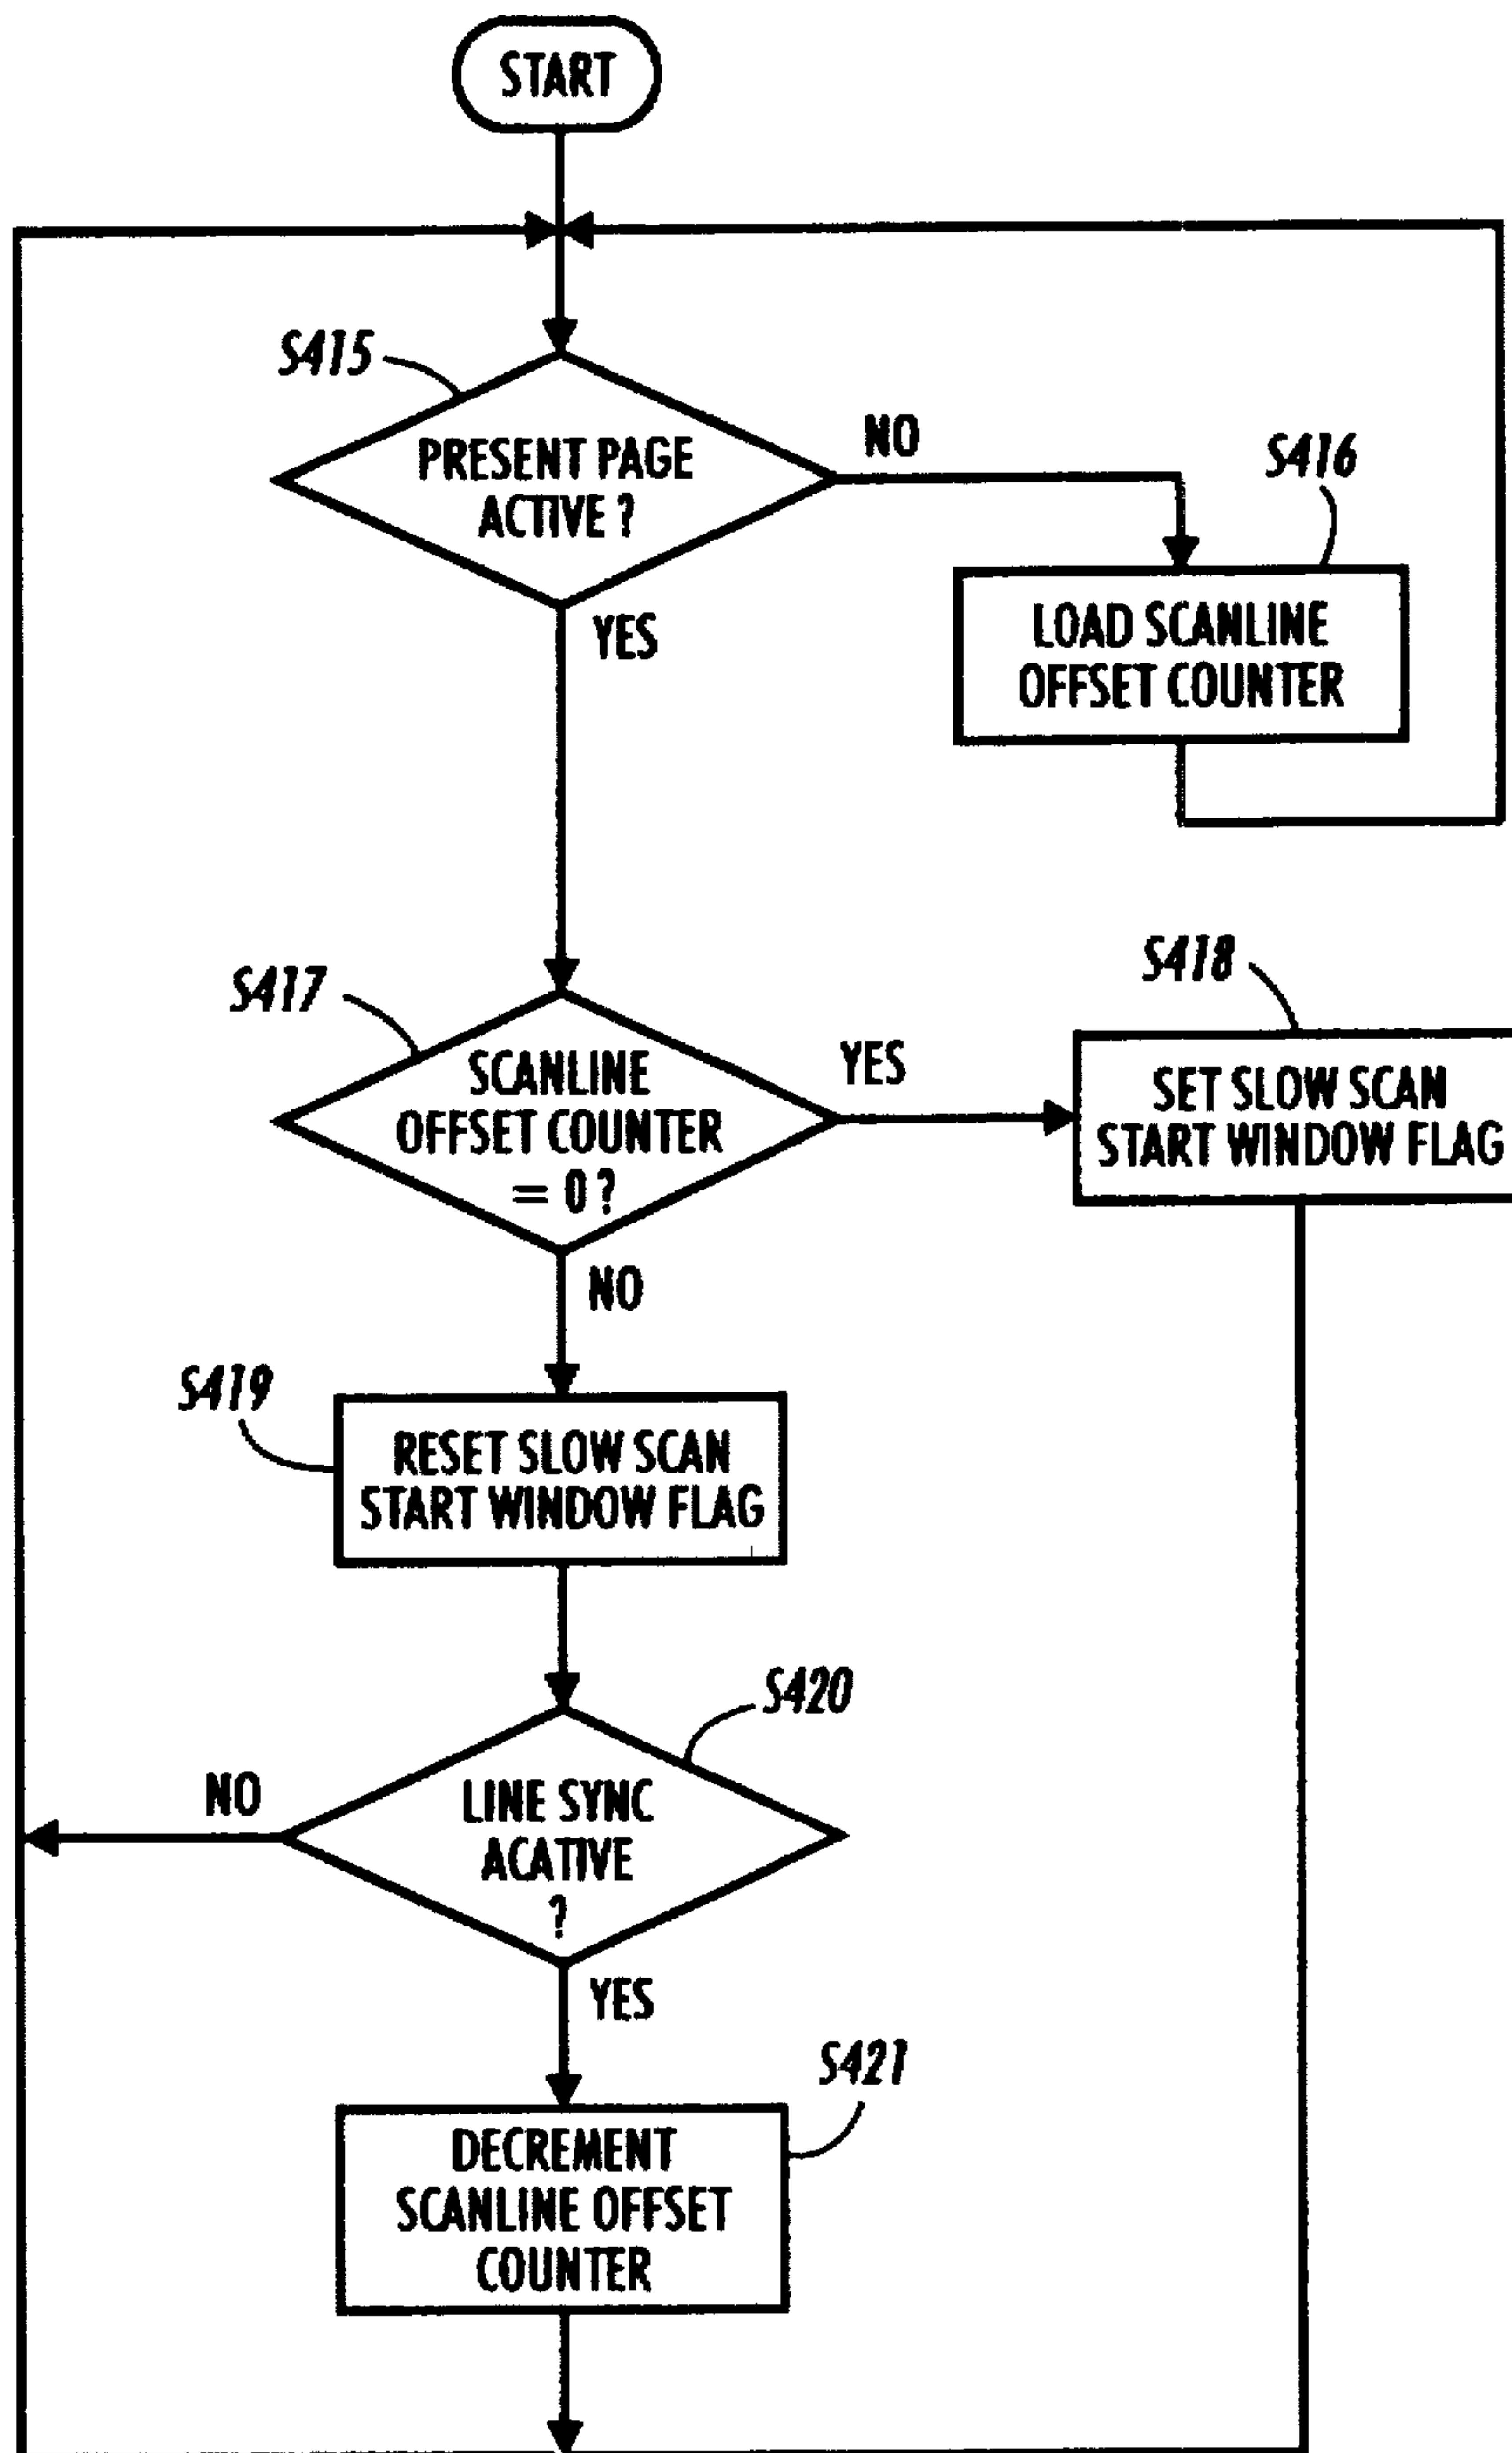 START
S415
PRESENT PAGE
ACTIVE ?
NO
S416
LOAD SCANLINE
OFFSET COUNTER
YES
S417
SCANLINE
OFFSET COUNTER
= 0 ?
YES
S418
SET SLOW SCAN
START WINDOW FLAG
NO
S419
RESET SLOW SCAN
START WINDOW FLAG
S420
LINE SYNC
ACATIVE
?
NO
YES
S421
DECREMENT
SCANLINE OFFSET
COUNTER